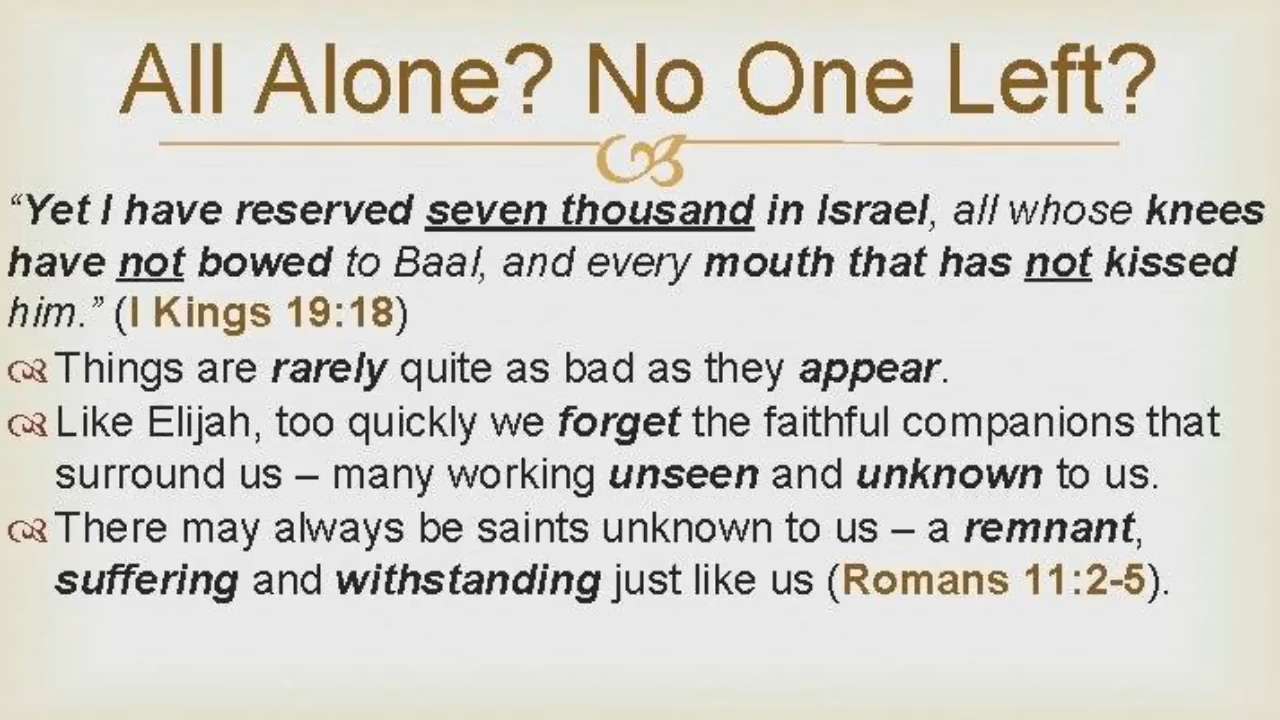 All Alone? No One Left?
“Yet I have reserved seven thousand in Israel, all whose knees
have not bowed to Baal, and every mouth that has not kissed
him.” (I Kings 19:18)
Things are rarely quite as bad as they appear.
Like Elijah, too quickly we forget the faithful companions that
surround us – many working unseen and unknown to us.
There may always be saints unknown to us – a remnant,
suffering and withstanding just like us (Romans 11:2-5).